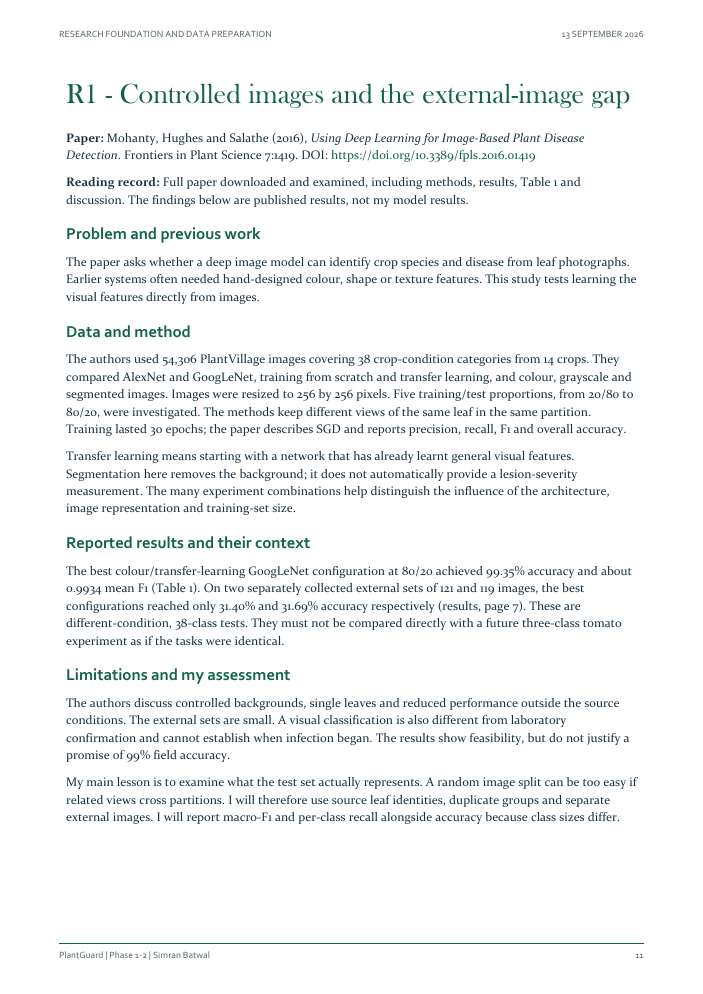 RESEARCH FOUNDATION AND DATA PREPARATION
13 SEPTEMBER 2026
R1 - Controlled images and the external-image gap
Paper: Mohanty, Hughes and Salathe (2016), Using Deep Learning for Image-Based Plant Disease
Detection. Frontiers in Plant Science 7:1419. DOI: https://doi.org/10.3389/fpls.2016.01419
Reading record: Full paper downloaded and examined, including methods, results, Table 1 and
discussion. The findings below are published results, not my model results.
Problem and previous work
The paper asks whether a deep image model can identify crop species and disease from leaf photographs.
Earlier systems often needed hand-designed colour, shape or texture features. This study tests learning the
visual features directly from images.
Data and method
The authors used 54,306 PlantVillage images covering 38 crop-condition categories from 14 crops. They
compared AlexNet and GoogLeNet, training from scratch and transfer learning, and colour, grayscale and
segmented images. Images were resized to 256 by 256 pixels. Five training/test proportions, from 20/80 to
80/20, were investigated. The methods keep different views of the same leaf in the same partition.
Training lasted 30 epochs; the paper describes SGD and reports precision, recall, F1 and overall accuracy.
Transfer learning means starting with a network that has already learnt general visual features.
Segmentation here removes the background; it does not automatically provide a lesion-severity
measurement. The many experiment combinations help distinguish the influence of the architecture,
image representation and training-set size.
Reported results and their context
The best colour/transfer-learning GoogLeNet configuration at 80/20 achieved 99.35% accuracy and about
0.9934 mean F1 (Table 1). On two separately collected external sets of 121 and 119 images, the best
configurations reached only 31.40% and 31.69% accuracy respectively (results, page 7). These are
different-condition, 38-class tests. They must not be compared directly with a future three-class tomato
experiment as if the tasks were identical.
Limitations and my assessment
The authors discuss controlled backgrounds, single leaves and reduced performance outside the source
conditions. The external sets are small. A visual classification is also different from laboratory
confirmation and cannot establish when infection began. The results show feasibility, but do not justify a
promise of 99% field accuracy.
My main lesson is to examine what the test set actually represents. A random image split can be too easy if
related views cross partitions. I will therefore use source leaf identities, duplicate groups and separate
external images. I will report macro-F1 and per-class recall alongside accuracy because class sizes differ.
PlantGuard | Phase 1-2 | Simran Batwal
11